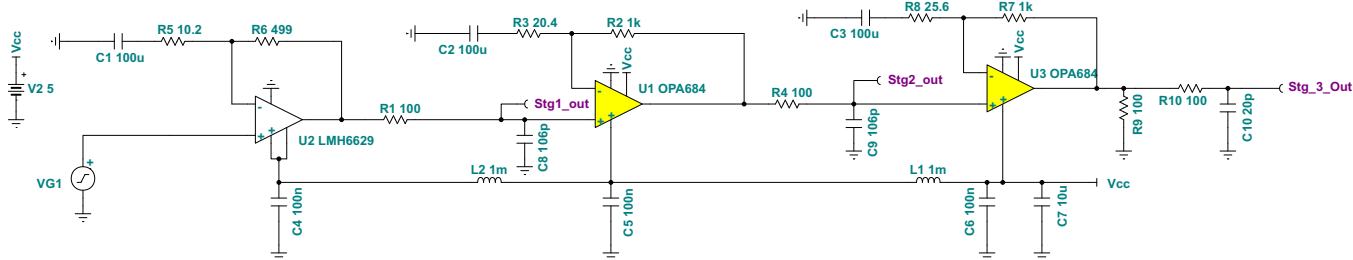 Vcc
V2 5
+
VG1
+
C1 100u
R5 10.2
R6 499
-
+
+
U2 LMH6629
C4 100n
R1 100
Stg1_out
C8 106p
C2 100u
R3 20.4
R2 1k
Vcc
-
+
+
U1 OPA684
L2 1m
C5 100n
R4 100
Stg2_out
C9 106p
C3 100u
R8 25.6
R7 1k
Vcc
-
+
+
U3 OPA684
L1 1m
C6 100n
C7 10u
Vcc
R9 100
R10 100
C10 20p
Stg_3_Out